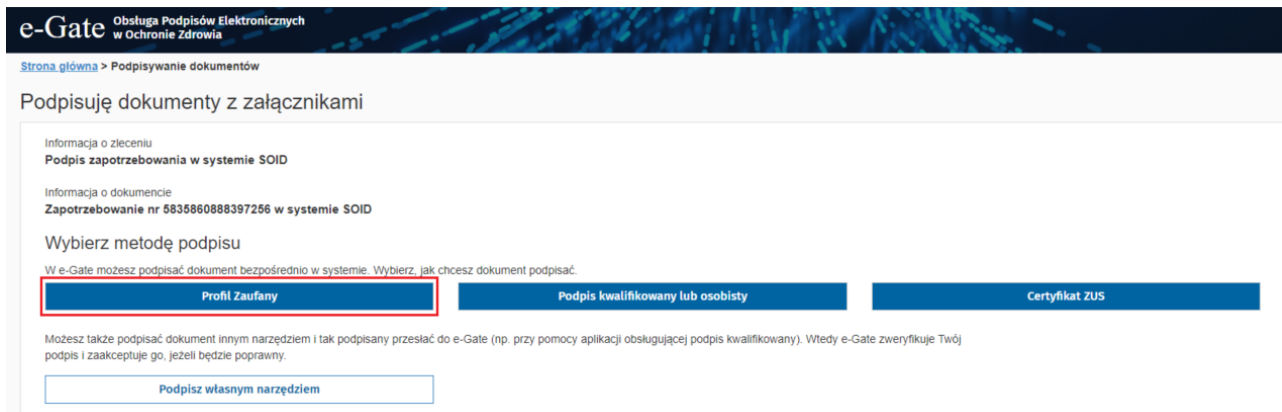 e-Gate Obsługa Podpisów Elektronicznych
w Ochronie Zdrowia
Strona główna > Podpisywanie dokumentów
Podpisuję dokumenty z załącznikami
Informacja o zleceniu
Podpis zapotrzebowania w systemie SOID
Informacja o dokumencie
Zapotrzebowanie nr 5835860888397256 w systemie SOID
Wybierz metodę podpisu
W e-Gate możesz podpisać dokument bezpośrednio w systemie. Wybierz, jak chcesz dokument podpisać.
Profil Zaufany
Podpis kwalifikowany lub osobisty
Certyfikat ZUS
Możesz także podpisać dokument innym narzędziem i tak podpisany przesłać do e-Gate (np. przy pomocy aplikacji obsługującej podpis kwalifikowany). Wtedy e-Gate zweryfikuje Twój
podpis i zaakceptuje go, jeżeli będzie poprawny.
Podpisz własnym narzędziem